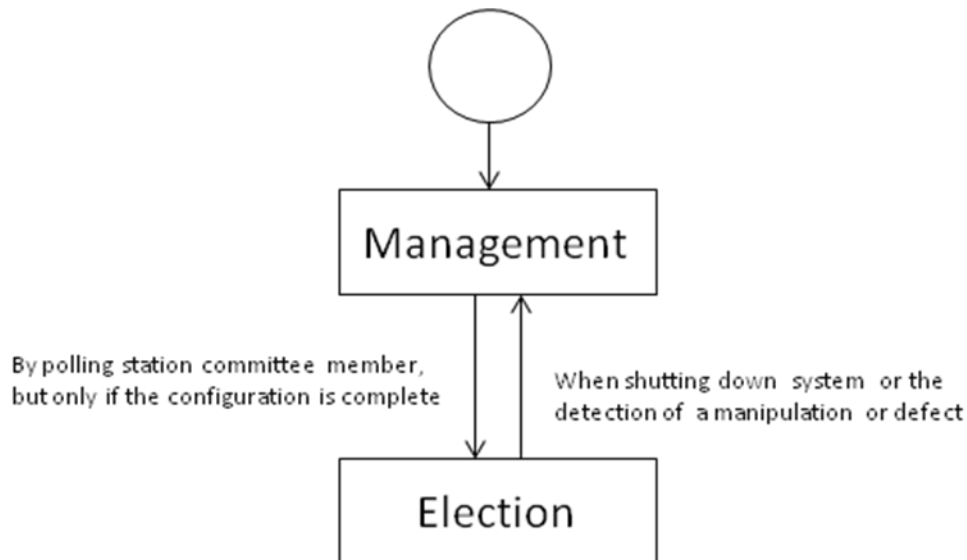 Management
By polling station committee member,
but only if the configuration is complete
When shutting down system or the
detection of a manipulation or defect
Election